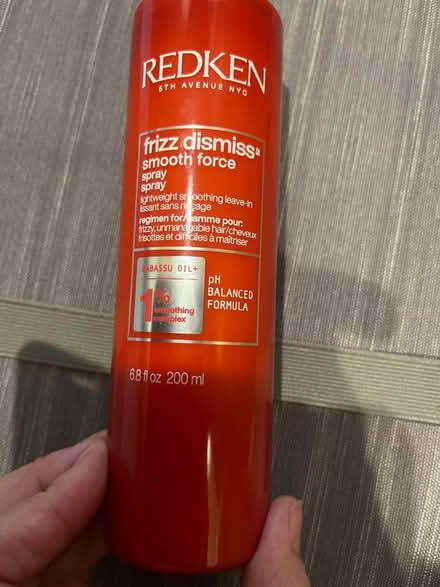 REDKEN
5TH AVENUE NYC
frizz dismiss
smooth force
spray
spray
lightweight smoothing leave-in
lissant sans rinçage
regimen for/gamme pour:
frizzy, unmanageable hair/cheveux
frisottés et difficiles à maîtriser
BABASSU OIL+
1%
smoothing
complex
pH
BALANCED
FORMULA
6.8 fl oz 200 ml